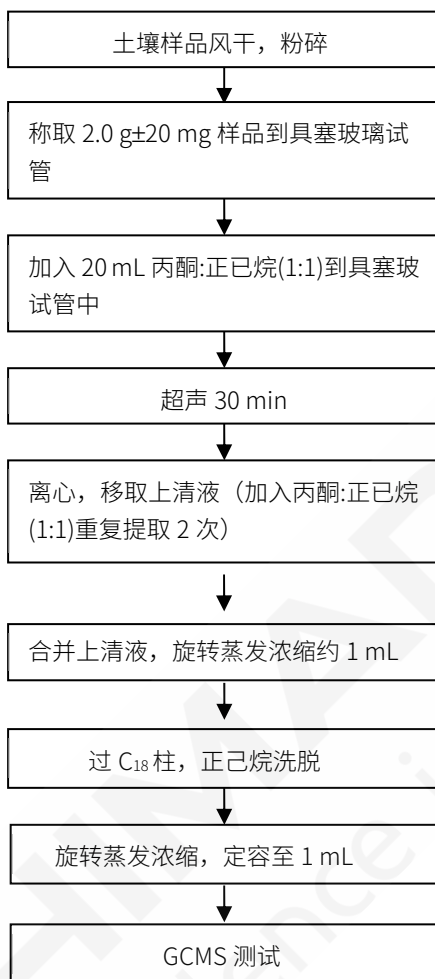 土壤样品风干，粉碎
称取 2.0 g±20 mg 样品到具塞玻璃试
管
加入 20 mL 丙酮:正已烷(1:1)到具塞玻
试管中
超声 30 min
离心，移取上清液（加入丙酮:正已烷
(1:1)重复提取 2 次）
合并上清液，旋转蒸发浓缩约 1 mL
过 C₁₈ 柱，正己烷洗脱
旋转蒸发浓缩，定容至 1 mL
GCMS 测试